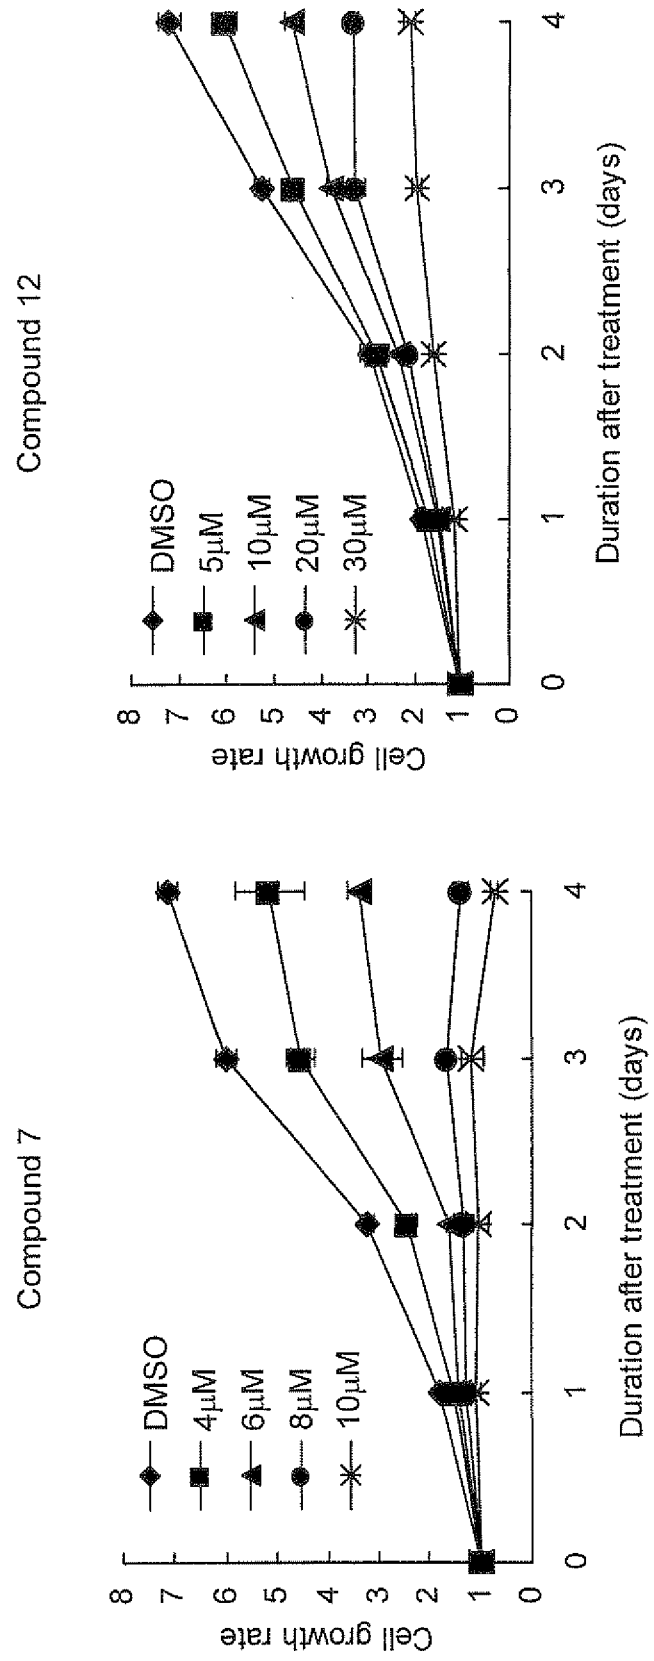 Compound 7
Cell growth rate
8
7
6
5
4
3
2
1
0
DMSO
4μM
6μM
8μM
10μM
0
1
2
3
4
Duration after treatment (days)
Compound 12
Cell growth rate
8
7
6
5
4
3
2
1
0
DMSO
5μM
10μM
20μM
30μM
0
1
2
3
4
Duration after treatment (days)